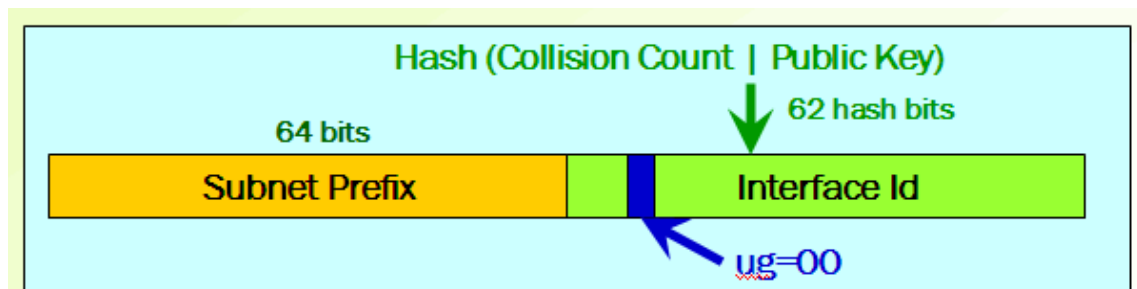 Hash (Collision Count | Public Key)
62 hash bits
64 bits
Subnet Prefix
Interface Id
ug=00